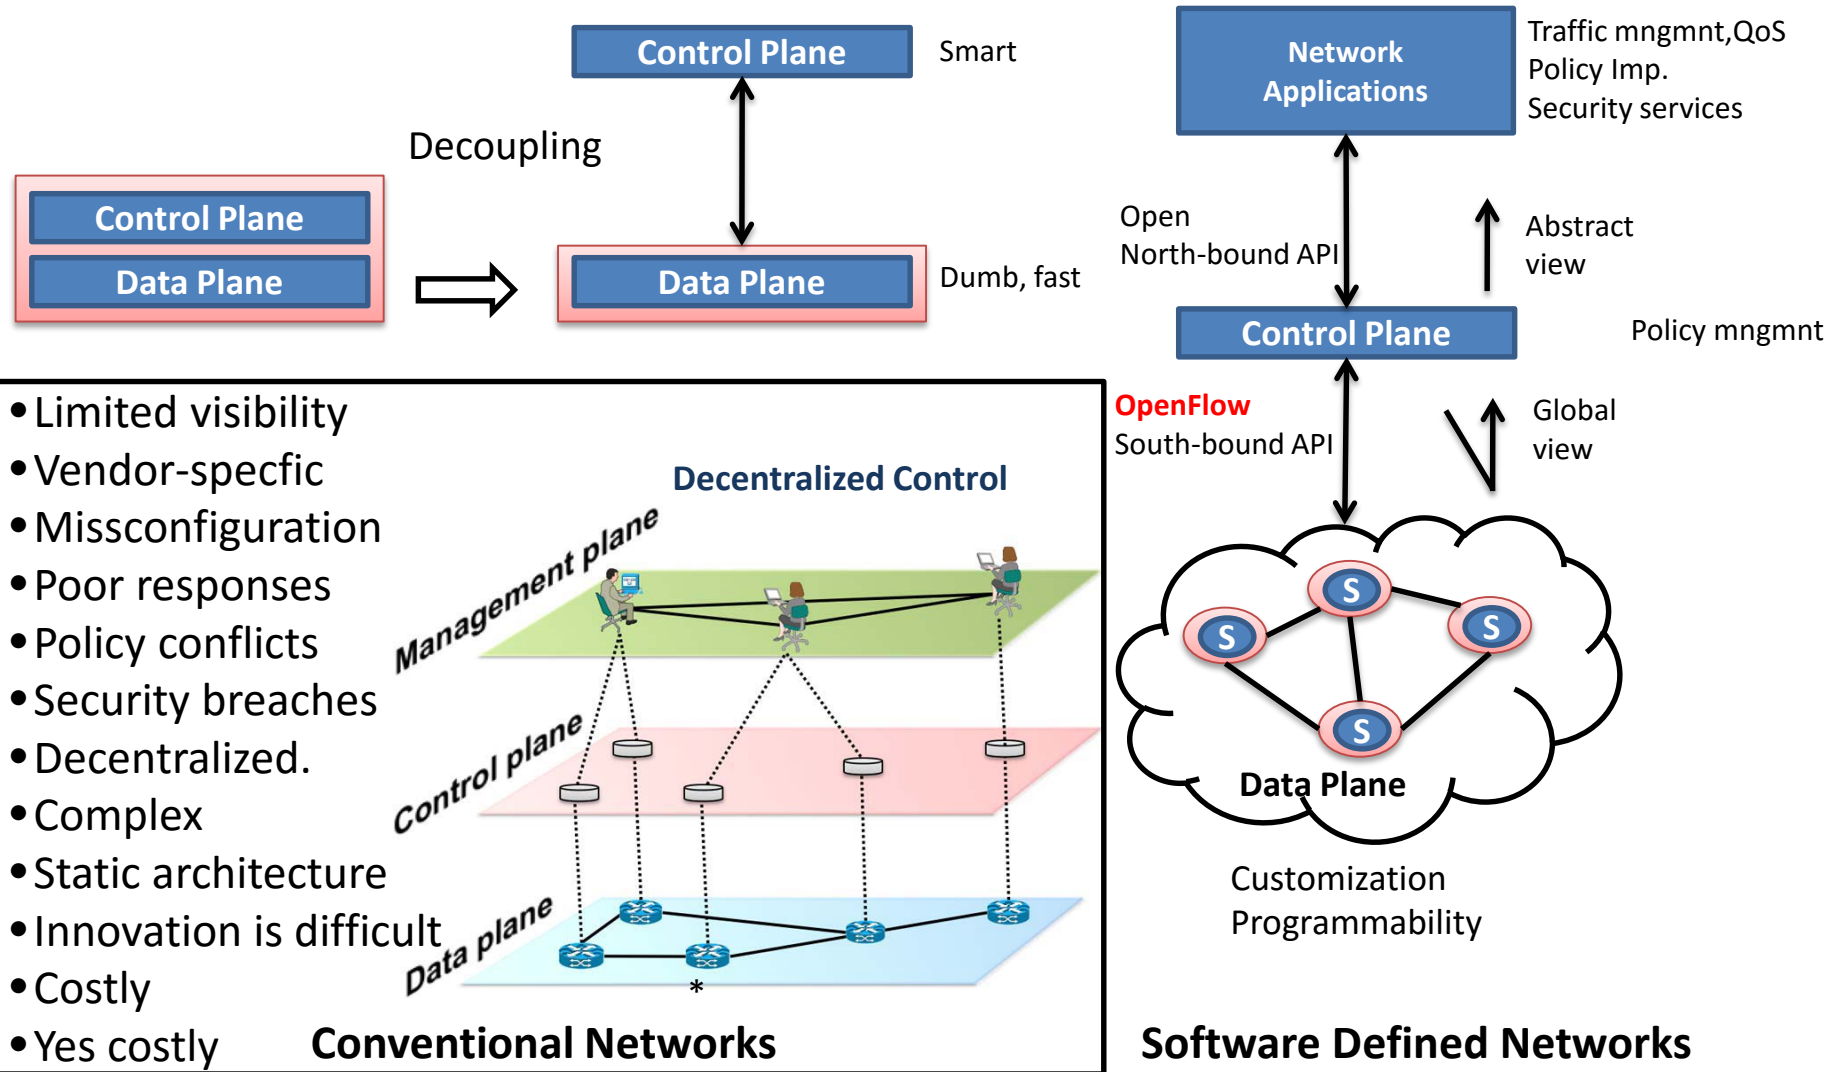 Control Plane
Smart
Decoupling
Control Plane
Data Plane
Data Plane
Dumb, fast
Network
Applications
Traffic mngmnt,QoS
Policy Imp.
Security services
Open
North-bound API
Abstract
view
Control Plane
Policy mngmnt
OpenFlow
South-bound API
Global
view
S
S
S
S
Data Plane
Customization
Programmability
Software Defined Networks
•Limited visibility
•Vendor-specfic
•Missconfiguration
•Poor responses
•Policy conflicts
•Security breaches
•Decentralized.
•Complex
•Static architecture
•Innovation is difficult
•Costly
•Yes costly
Decentralized Control
Management plane
Control plane
Data plane
*
Conventional Networks